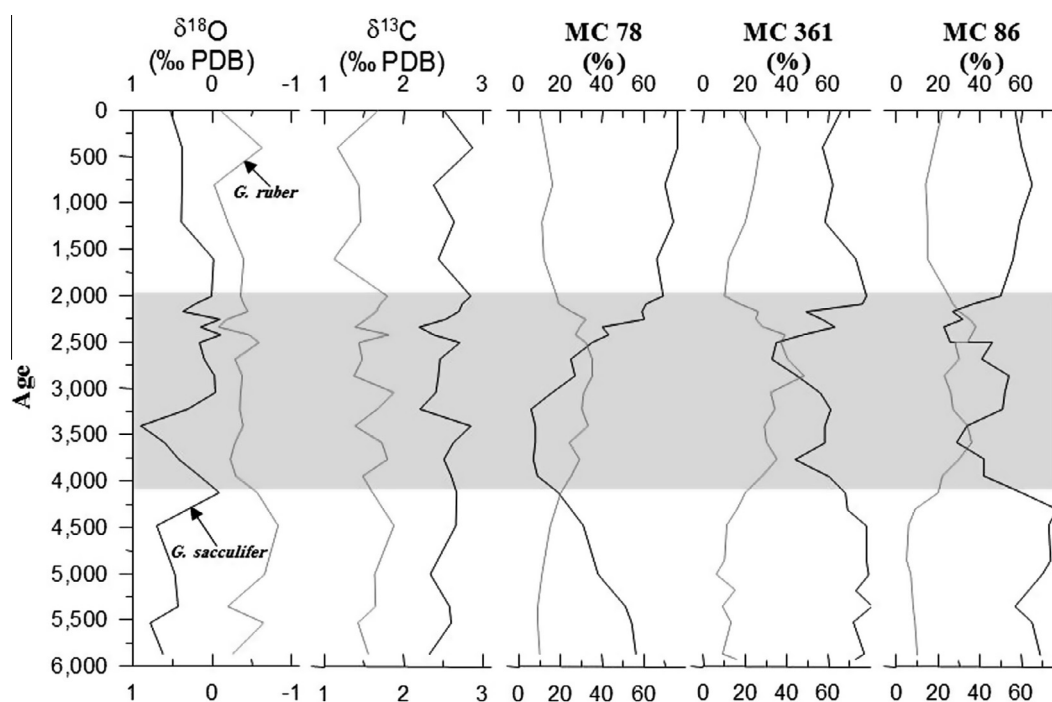 δ18O δ13C MC 78 MC 361 MC 86
(‰ PDB) (‰ PDB) (%) (%) (%)
1 0 -1 1 2 3 0 20 40 60 0 20 40 60 0 20 40 60
0
500
G. ruber
1,000
1,500
2,000
2,500
Age
3,000
3,500
4,000
4,500
G. sacculifer
5,000
5,500
6,000
1 0 -1 1 2 3 0 20 40 60 0 20 40 60 0 20 40 60